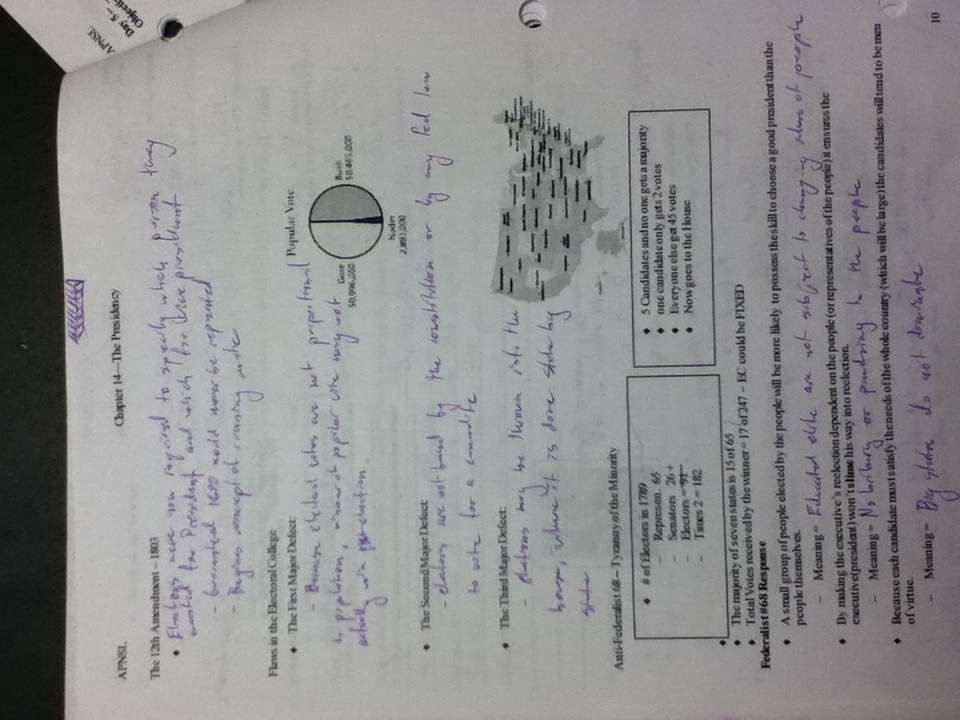 APNSL
Chapter 14—The Presidency
APNSL
Day 5 –
Objectiv
The 12th Amendment – 1803
Electors were now required to specify which person they
wanted for President and which for vice president
- Guaranteed 1800 would never be repeated
- Begins concept of running mate
Flaws in the Electoral College
The First Major Defect:
- Because electoral votes are not proportional
to population, winner of popular vote may not
actually win election.
Popular Vote
Gore
50,996,000
Bush
50,465,000
Nader
The Second Major Defect:
- electors are not bound by the constitution or by any Fed law
to vote for a
The Third Major Defect:
- elections may be thrown into the
house, where it is done state by
state
Anti-Federalist 68 – Tyranny of the Minority
# of Electors in 1789
– Represen. 65
– Senators 26 +
– Electors = 91
– Times 2 = 182
5 Candidates and no one gets a majority
one candidate only gets 2 votes
Everyone else get 45 votes
Now goes to the House
The majority of seven states is 15 of 65
Total Votes received by the winner = 17 of 247 – EC could be FIXED
Federalist #68 Response
A small group of people elected by the people will be more likely to possess the skill to choose a good president than the
people themselves.
– Meaning = Educated elite are not subject to changing ideas of people
By making the executive's reelection dependent on the people (or representatives of the people) it ensures the
executive (president) won't slime his way into reelection.
– Meaning = No bribery or pandering to the people
Because each candidate must satisfy the needs of the whole country (which will be large) the candidates will tend to be men
of virtue.
– Meaning = Big states do not dominate
10